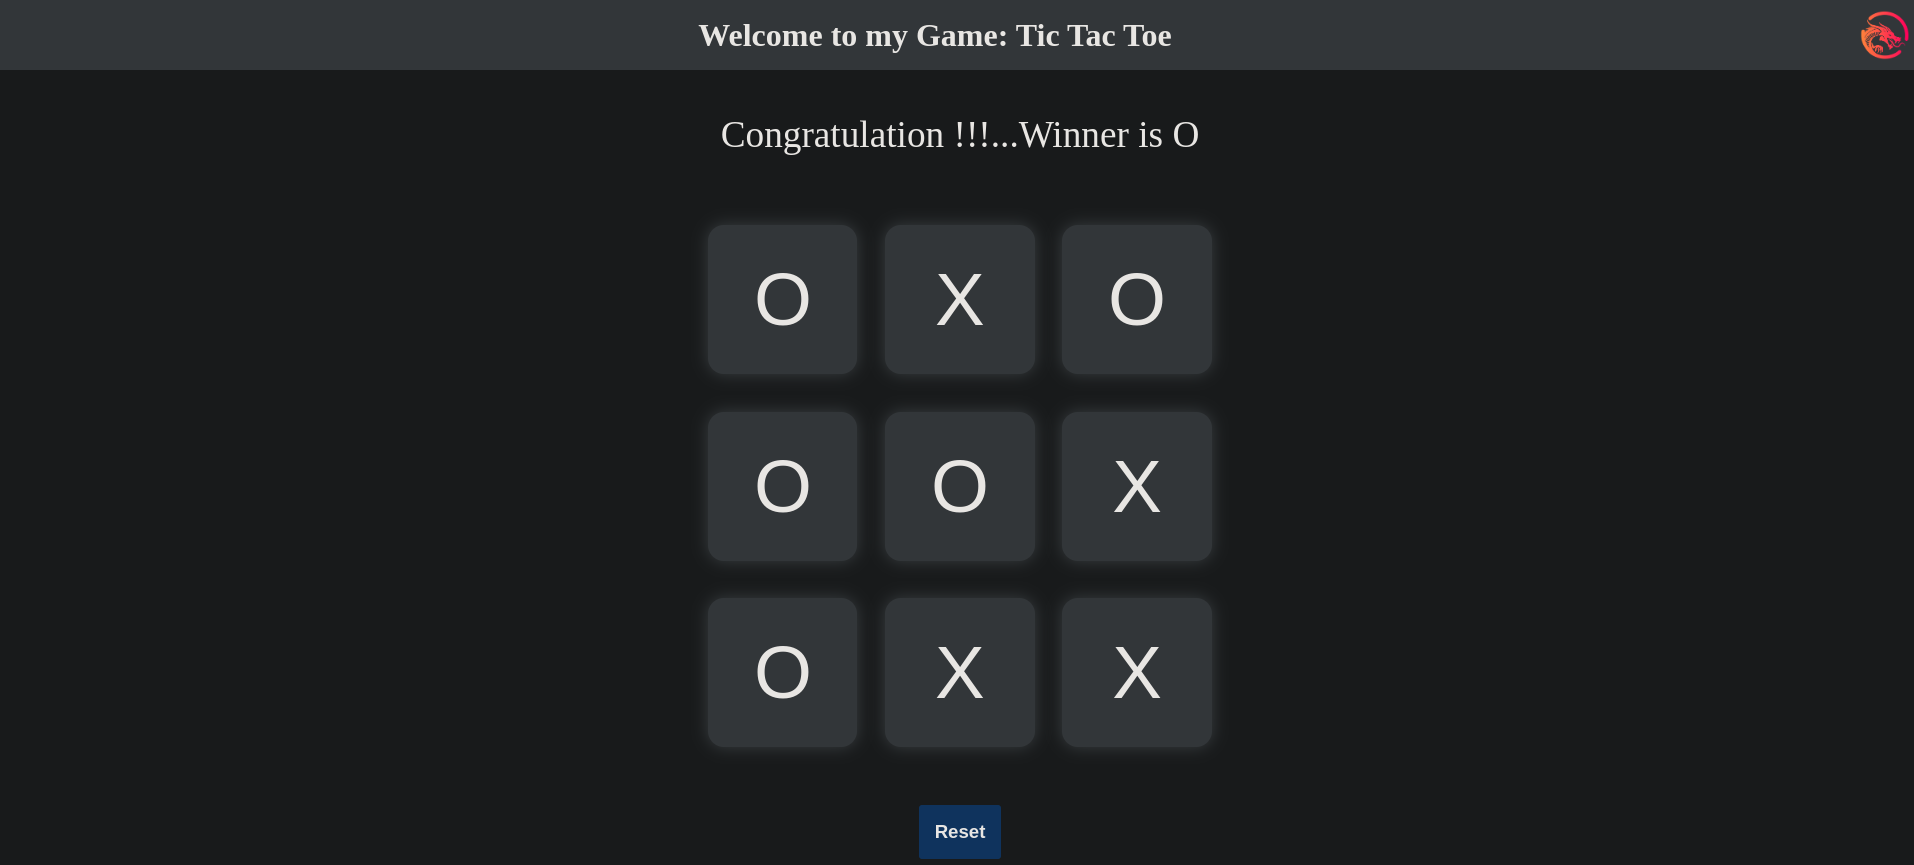 Welcome to my Game: Tic Tac Toe
Congratulation !!!...Winner is O
O X O
O O X
O X X
Reset